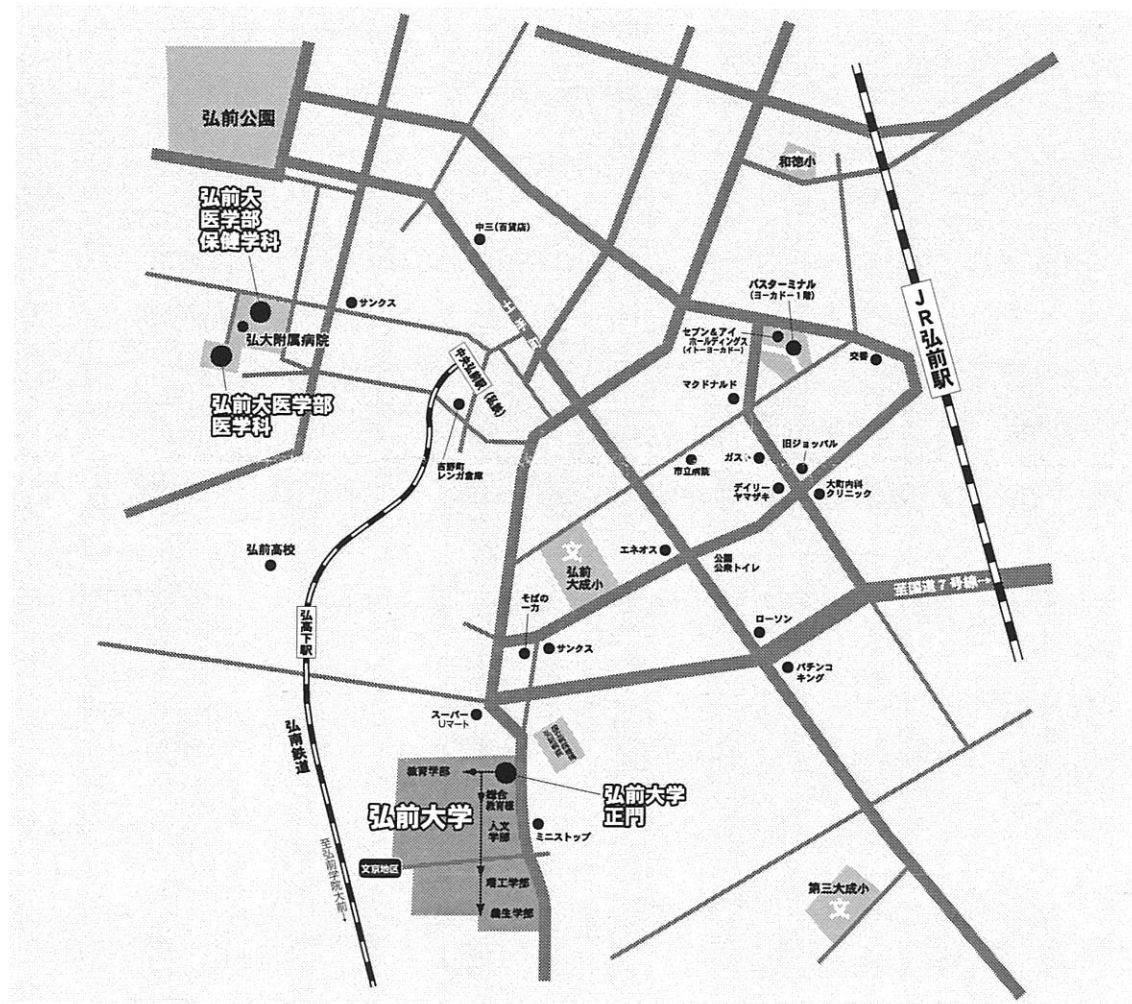 弘前公園
和徳小
弘前大
医学部
保健学科
中三(百貨店)
バスターミナル
(ヨーカドー1階)
サンクス
弘大附属病院
セブン&アイ
ホールディングス
(イトーヨーカドー)
交番
JR弘前駅
中央弘前駅
マクドナルド
弘前大医学部
医学科
旧ジョッパル
吉野町
レンガ倉庫
市立病院
ガスト
デイリー
ヤマザキ
大町内科
クリニック
文
弘前
大成小
エネオス
公園
公衆トイレ
弘前高校
至国道7号線→
そばの
一力
弘高下駅
サンクス
ローソン
パチンコ
キング
スーパー
Uマート
弘南鉄道
教育学部
総合
教育棟
弘前大学
正門
弘前大学
人文
学部
ミニストップ
文京地区
至弘前学院大前→
理工学部
農生学部
第三大成小
文